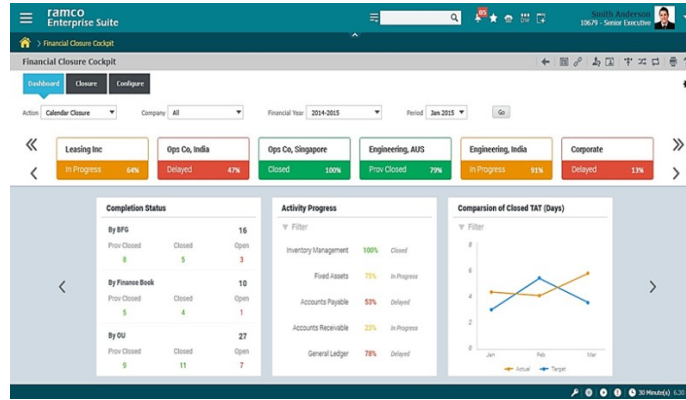 ramco
Enterprise Suite
85
Smith Anderson
10679 - Senior Executive
> Financial Closure Cockpit
Financial Closure Cockpit
Dashboard Closure Configure
Action Calendar Closure Company All Financial Year 2014-2015 Period Jan 2015 Go
Leasing Inc Ops Co, India Ops Co, Singapore Engineering, AUS Engineering, India Corporate
In Progress 64% Delayed 47% Closed 100% Prov Closed 79% In Progress 91% Delayed 13%
Completion Status
By BFG 16
Prov Closed Closed Open
8 5 3
By Finance Book 10
Prov Closed Closed Open
5 4 1
By OU 27
Prov Closed Closed Open
9 11 7
Activity Progress
Filter
Inventory Management 100% Closed
Fixed Assets 75% In Progress
Accounts Payable 53% Delayed
Accounts Receivable 23% In Progress
General Ledger 78% Delayed
Comparsion of Closed TAT (Days)
Filter
8
6
4
2
0
Jan Feb Mar
Actual Target
30 Minute(s) 6.30